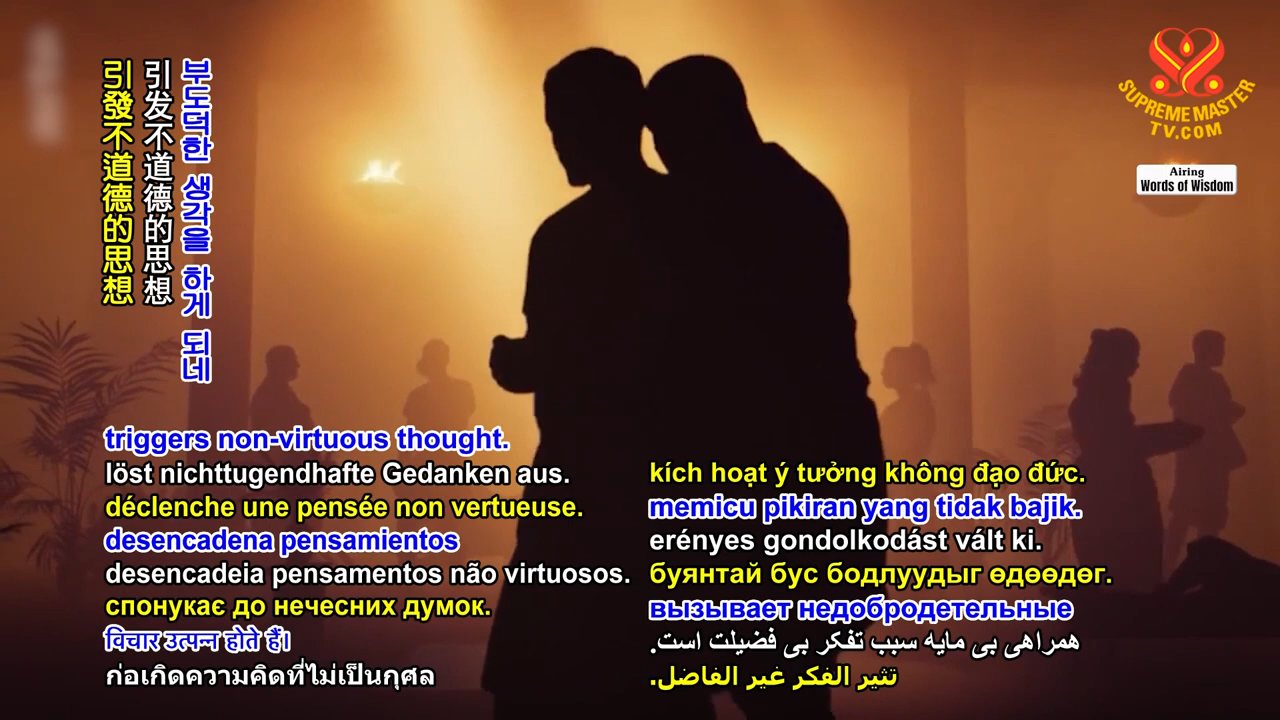 부도덕한 생각을 하게 되네
引发不道德的思想
引發不道德的思想
SUPREME MASTER
TV.COM
Airing
Words of Wisdom
triggers non-virtuous thought.
löst nichttugendhafte Gedanken aus.
déclenche une pensée non vertueuse.
desencadena pensamientos
desencadeia pensamentos não virtuosos.
спонукає до нечесних думок.
विचार उत्पन्न होते हैं।
ก่อเกิดความคิดที่ไม่เป็นกุศล
kích hoạt ý tưởng không đạo đức.
memicu pikiran yang tidak bajik.
erényes gondolkodást vált ki.
буянтай бус бодлуудыг өдөөдөг.
вызывает недобродетельные
همراهی بی مایه سبب تفکر بی فضیلت است.
تثير الفكر غير الفاضل.